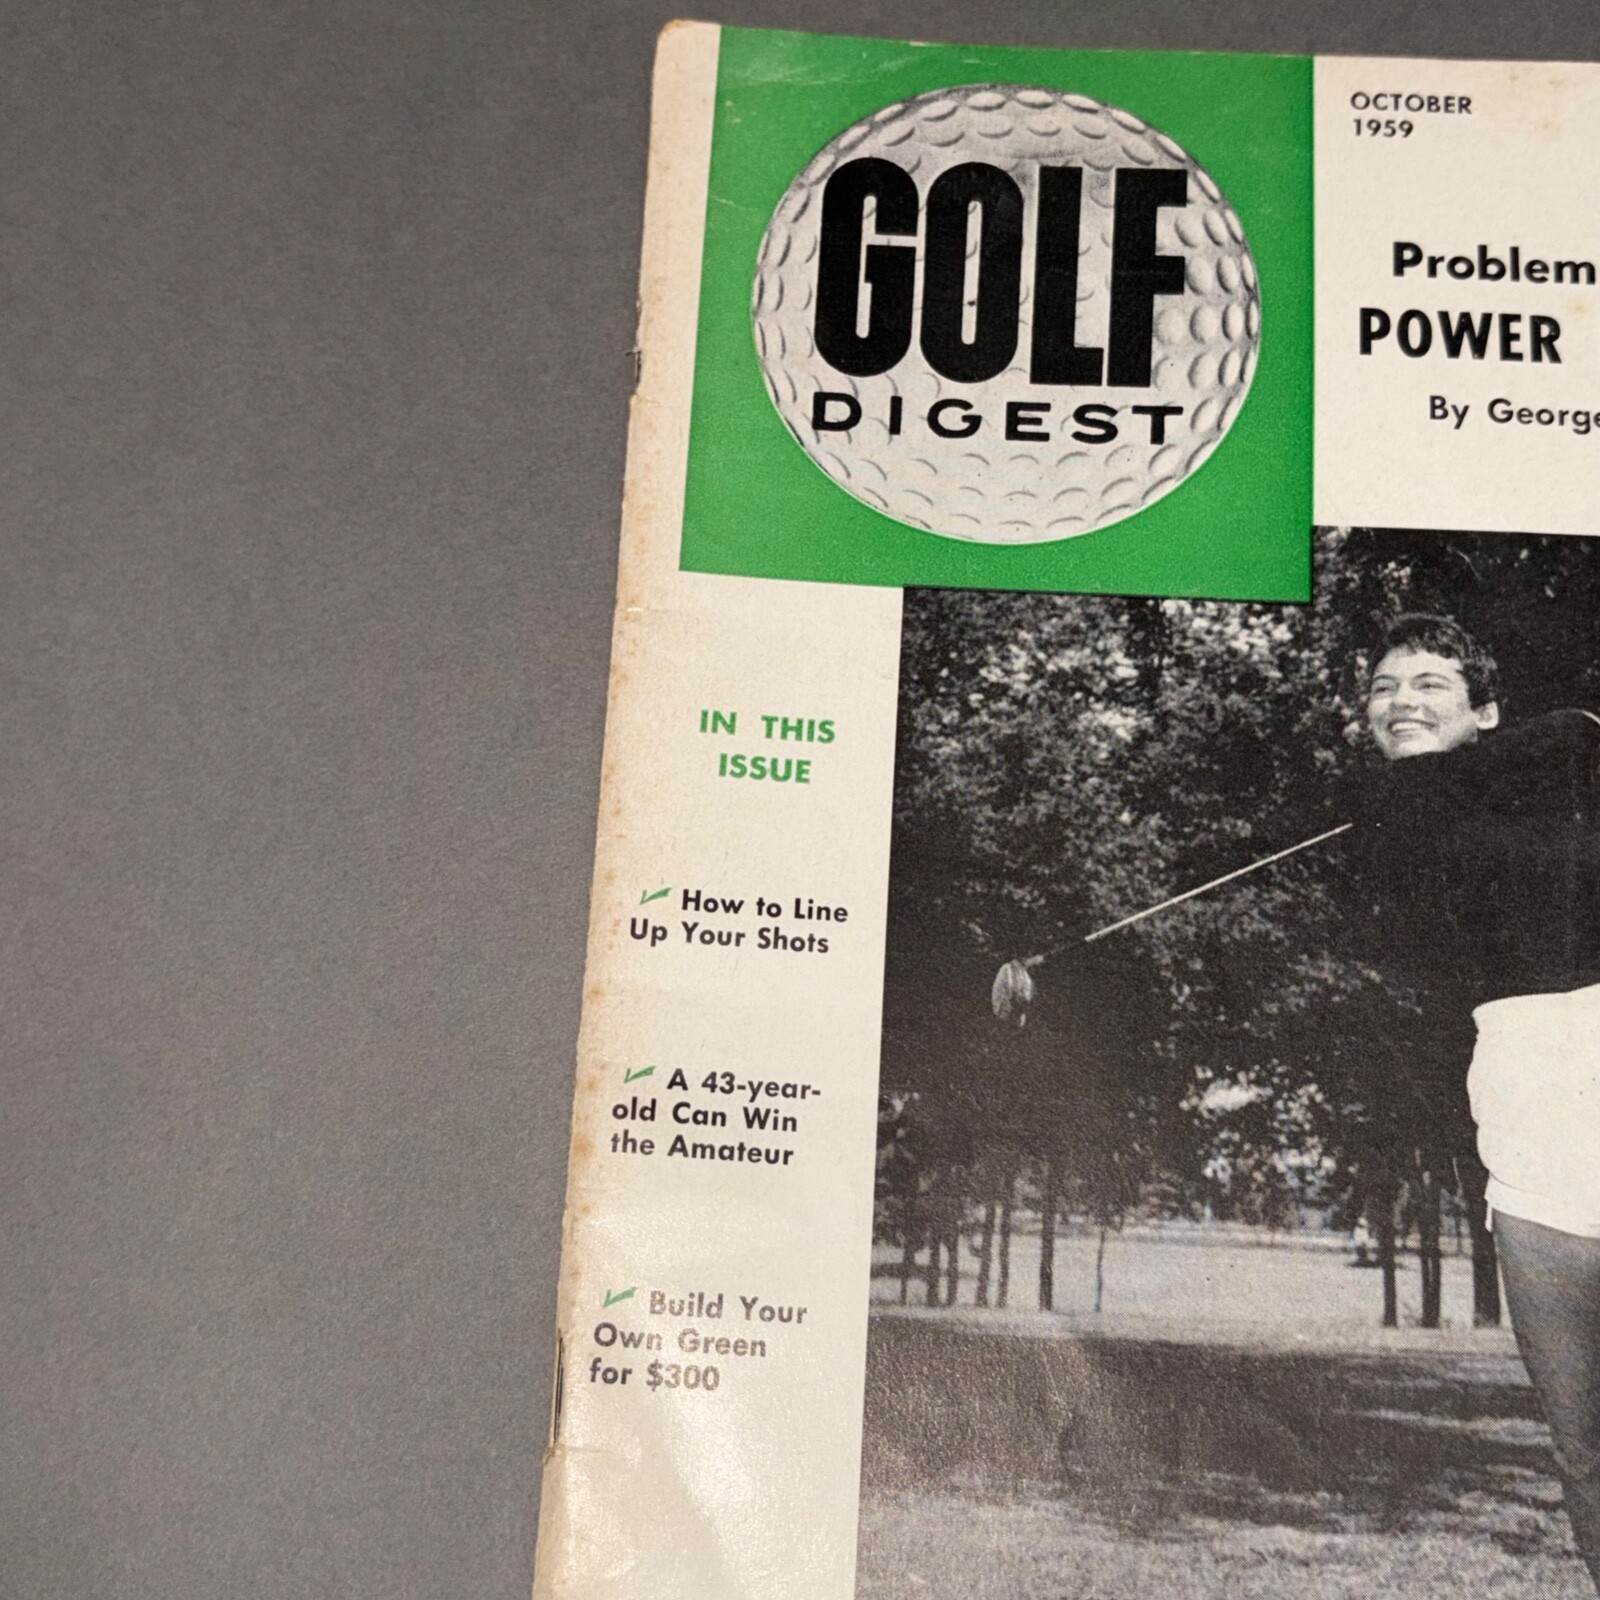 GOLF
DIGEST
OCTOBER
1959
Problem
POWER
By George
IN THIS
ISSUE
How to Line
Up Your Shots
A 43-year-
old Can Win
the Amateur
Build Your
Own Green
for $300